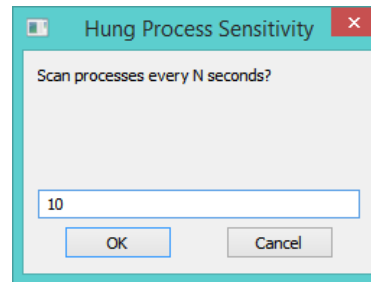 Hung Process Sensitivity
Scan processes every N seconds?
10
OK
Cancel